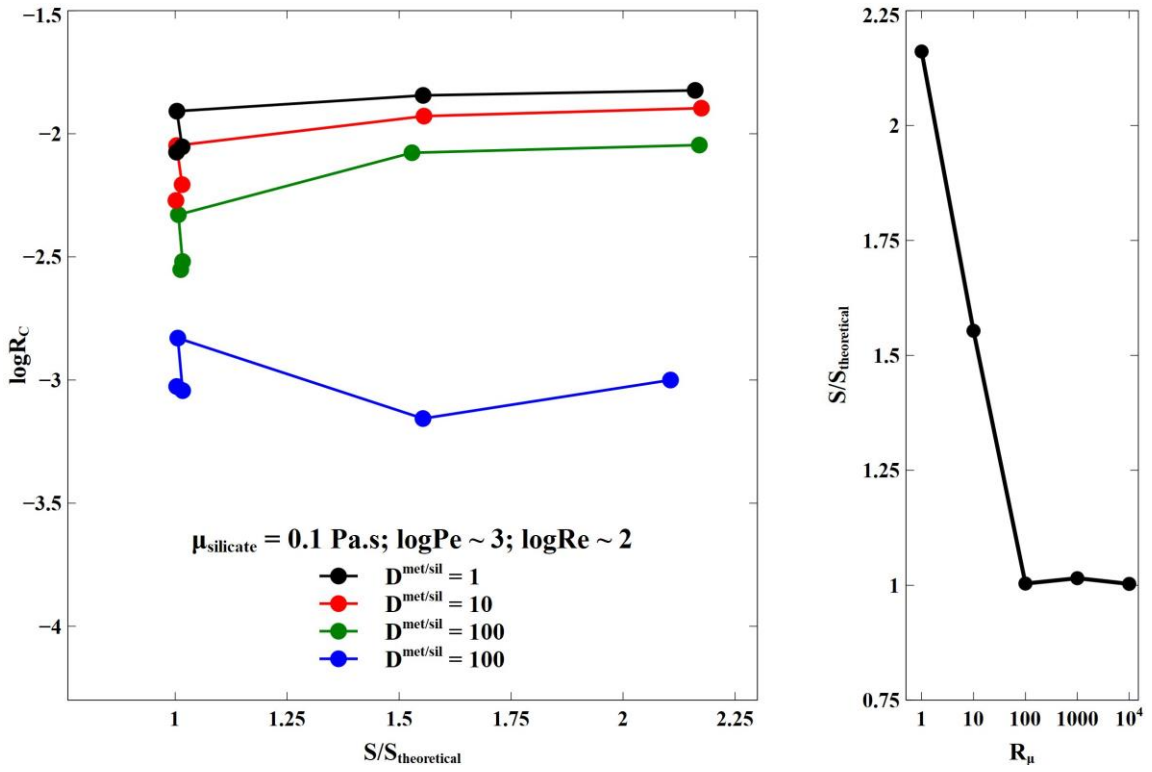 −1.5
−2
−2.5
−3
−3.5
−4
logR_C
μ_silicate = 0.1 Pa.s; logPe ~ 3; logRe ~ 2
D^met/sil = 1
D^met/sil = 10
D^met/sil = 100
D^met/sil = 100
1 1.25 1.5 1.75 2 2.25
S/S_theoretical
2.25
2
1.75
1.5
1.25
1
0.75
S/S_theoretical
1 10 100 1000 10^4
R_μ